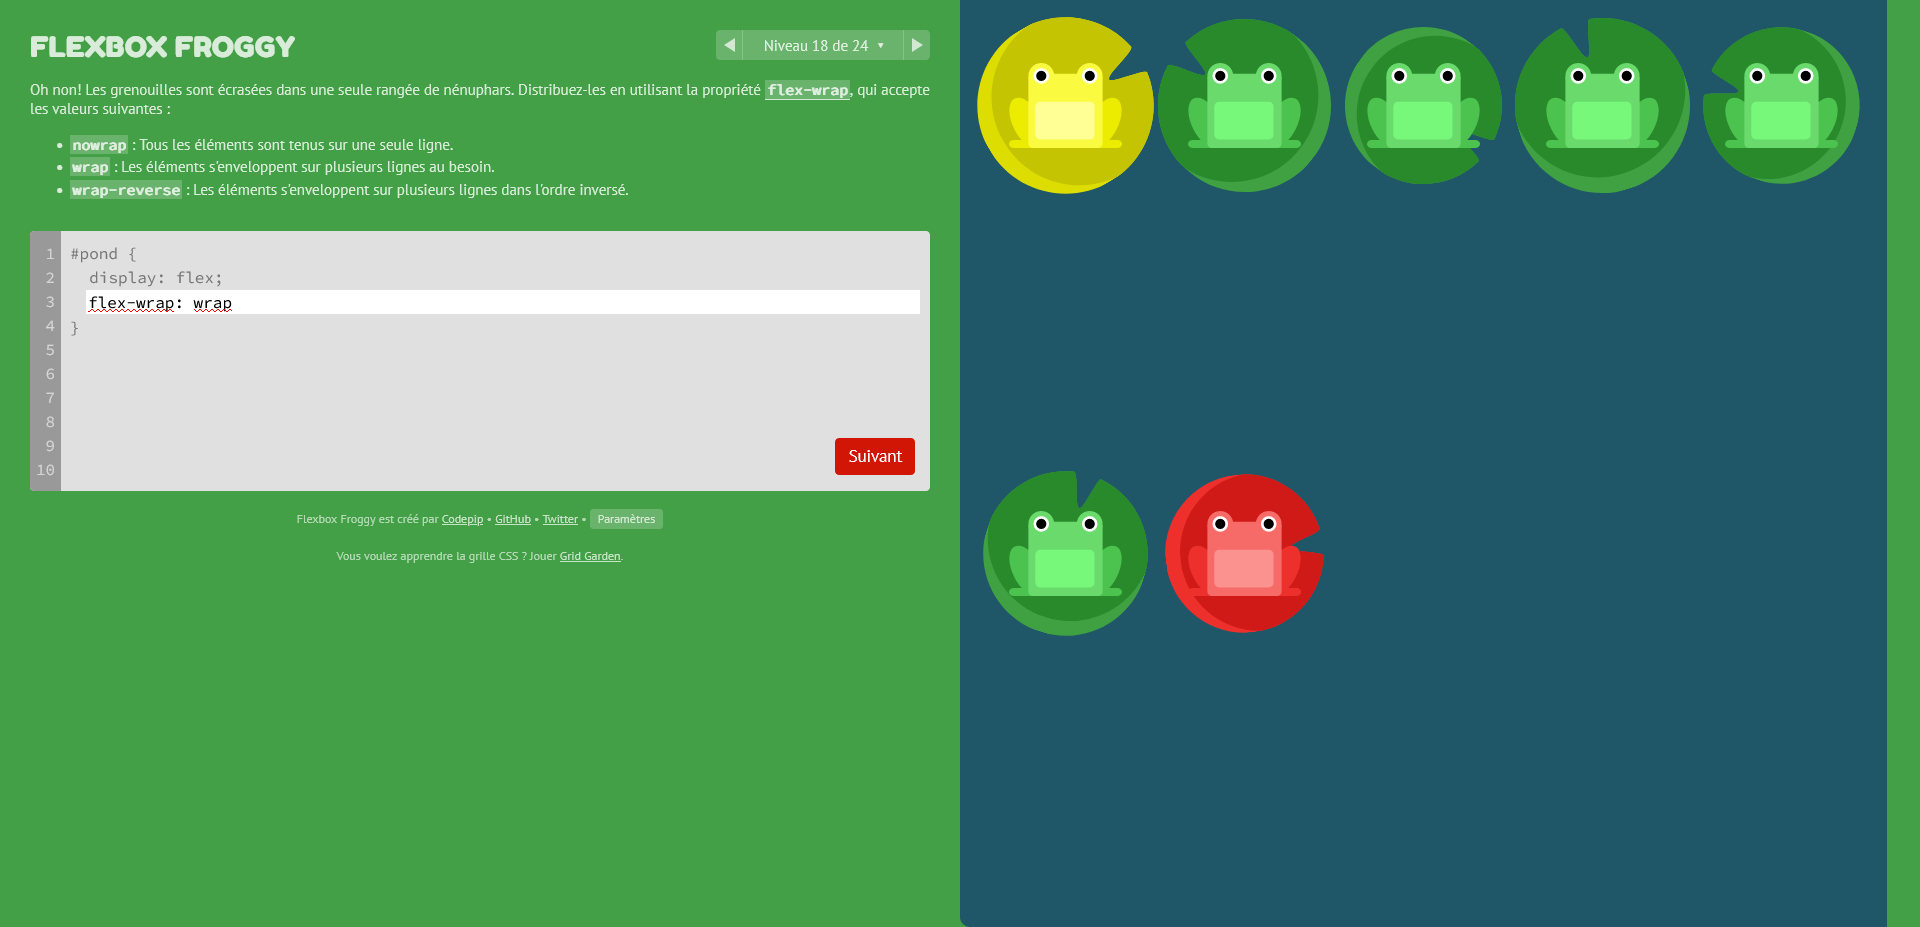 FLEXBOX FROGGY
Niveau 18 de 24 ▾
Oh non! Les grenouilles sont écrasées dans une seule rangée de nénuphars. Distribuez-les en utilisant la propriété flex-wrap, qui accepte
les valeurs suivantes :
• nowrap : Tous les éléments sont tenus sur une seule ligne.
• wrap : Les éléments s'enveloppent sur plusieurs lignes au besoin.
• wrap-reverse : Les éléments s'enveloppent sur plusieurs lignes dans l'ordre inversé.
1 #pond {
2 display: flex;
3 flex-wrap: wrap
4 }
5
6
7
8
9
10
Suivant
Flexbox Froggy est créé par Codepip • GitHub • Twitter • Paramètres
Vous voulez apprendre la grille CSS ? Jouer Grid Garden.